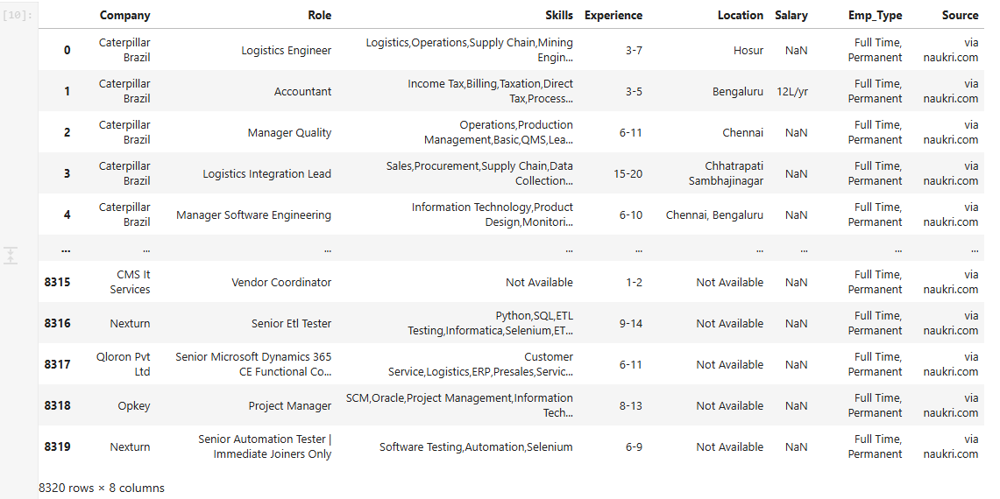 [10]:
Company Role Skills Experience Location Salary Emp_Type Source
0 Caterpillar Brazil Logistics Engineer Logistics,Operations,Supply Chain,Mining Engin... 3-7 Hosur NaN Full Time, Permanent via naukri.com
1 Caterpillar Brazil Accountant Income Tax,Billing,Taxation,Direct Tax,Process... 3-5 Bengaluru 12L/yr Full Time, Permanent via naukri.com
2 Caterpillar Brazil Manager Quality Operations,Production Management,Basic,QMS,Lea... 6-11 Chennai NaN Full Time, Permanent via naukri.com
3 Caterpillar Brazil Logistics Integration Lead Sales,Procurement,Supply Chain,Data Collection... 15-20 Chhatrapati Sambhajinagar NaN Full Time, Permanent via naukri.com
4 Caterpillar Brazil Manager Software Engineering Information Technology,Product Design,Monitori... 6-10 Chennai, Bengaluru NaN Full Time, Permanent via naukri.com
... ... ... ... ... ... ... ... ...
8315 CMS It Services Vendor Coordinator Not Available 1-2 Not Available NaN Full Time, Permanent via naukri.com
8316 Nexturn Senior Etl Tester Python,SQL,ETL Testing,Informatica,Selenium,ET... 9-14 Not Available NaN Full Time, Permanent via naukri.com
8317 Qloron Pvt Ltd Senior Microsoft Dynamics 365 CE Functional Co... Customer Service,Logistics,ERP,Presales,Servic... 6-11 Not Available NaN Full Time, Permanent via naukri.com
8318 Opkey Project Manager SCM,Oracle,Project Management,Information Tech... 8-13 Not Available NaN Full Time, Permanent via naukri.com
8319 Nexturn Senior Automation Tester | Immediate Joiners Only Software Testing,Automation,Selenium 6-9 Not Available NaN Full Time, Permanent via naukri.com
8320 rows × 8 columns